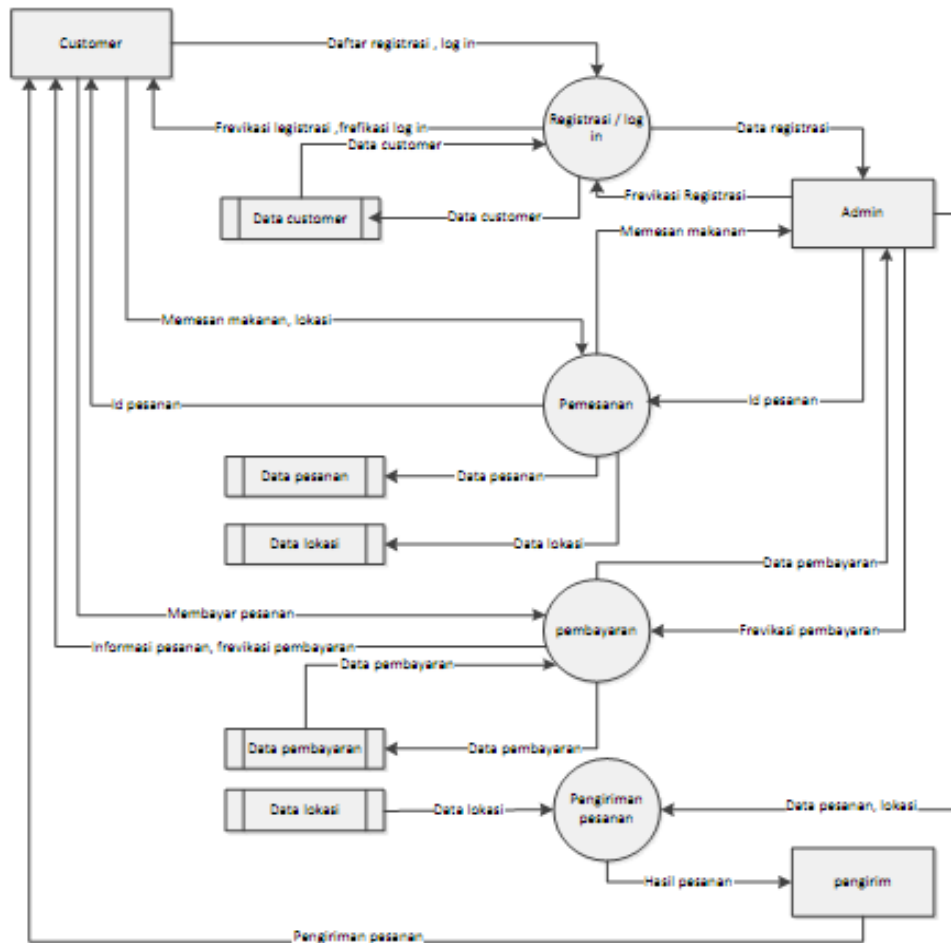 Customer
Daftar registrasi , log in
Frevikasi legistrasi ,frefikasi log in
Registrasi / log
in
Data registrasi
Data customer
Frevikasi Registrasi
Data customer
Data customer
Admin
Memesan makanan
Memesan makanan, lokasi
Id pesanan
Pemesanan
Id pesanan
Data pesanan
Data pesanan
Data lokasi
Data lokasi
Data pembayaran
Membayar pesanan
pembayaran
Frevikasi pembayaran
Informasi pesanan, frevikasi pembayaran
Data pembayaran
Data pembayaran
Data pembayaran
Data lokasi
Data lokasi
Pengiriman
pesanan
Data pesanan, lokasi
Hasil pesanan
pengirim
Pengiriman pesanan